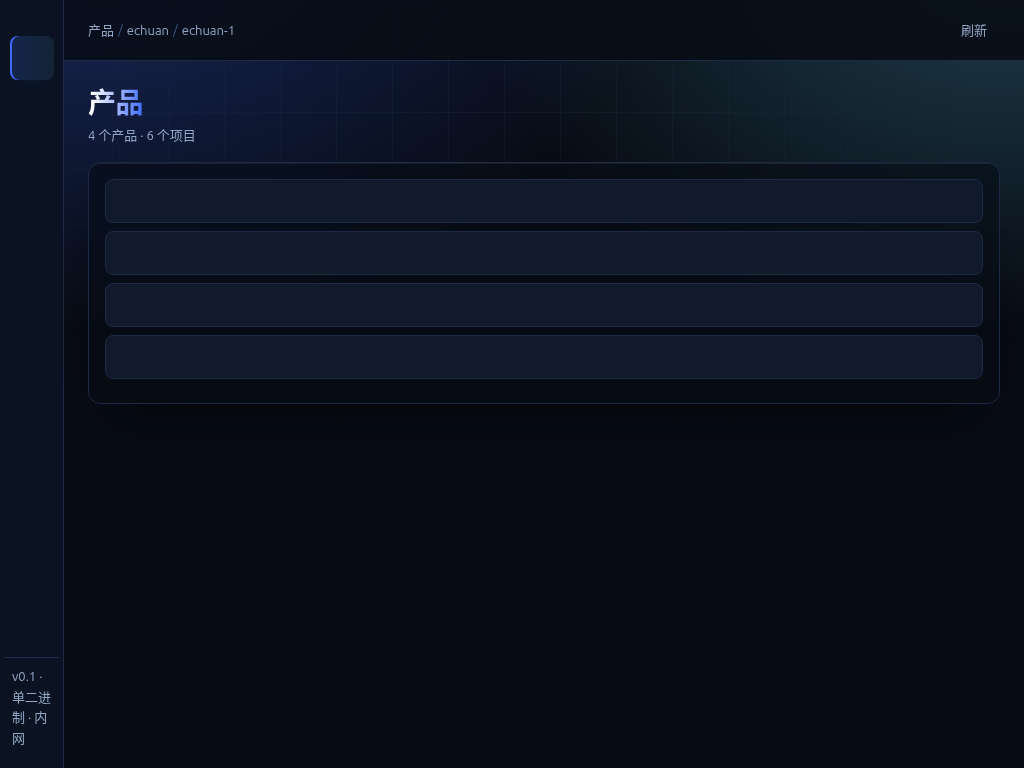 产品 / echuan / echuan-1
刷新
产品
4 个产品 · 6 个项目
v0.1 ·
单二进
制 · 内
网